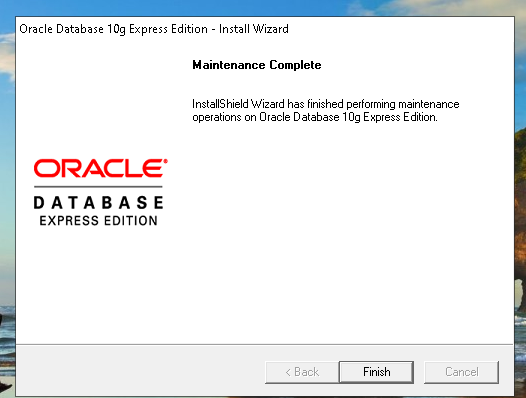 Oracle Database 10g Express Edition - Install Wizard
Maintenance Complete
InstallShield Wizard has finished performing maintenance
operations on Oracle Database 10g Express Edition.
ORACLE®
DATABASE
EXPRESS EDITION
< Back
Finish
Cancel